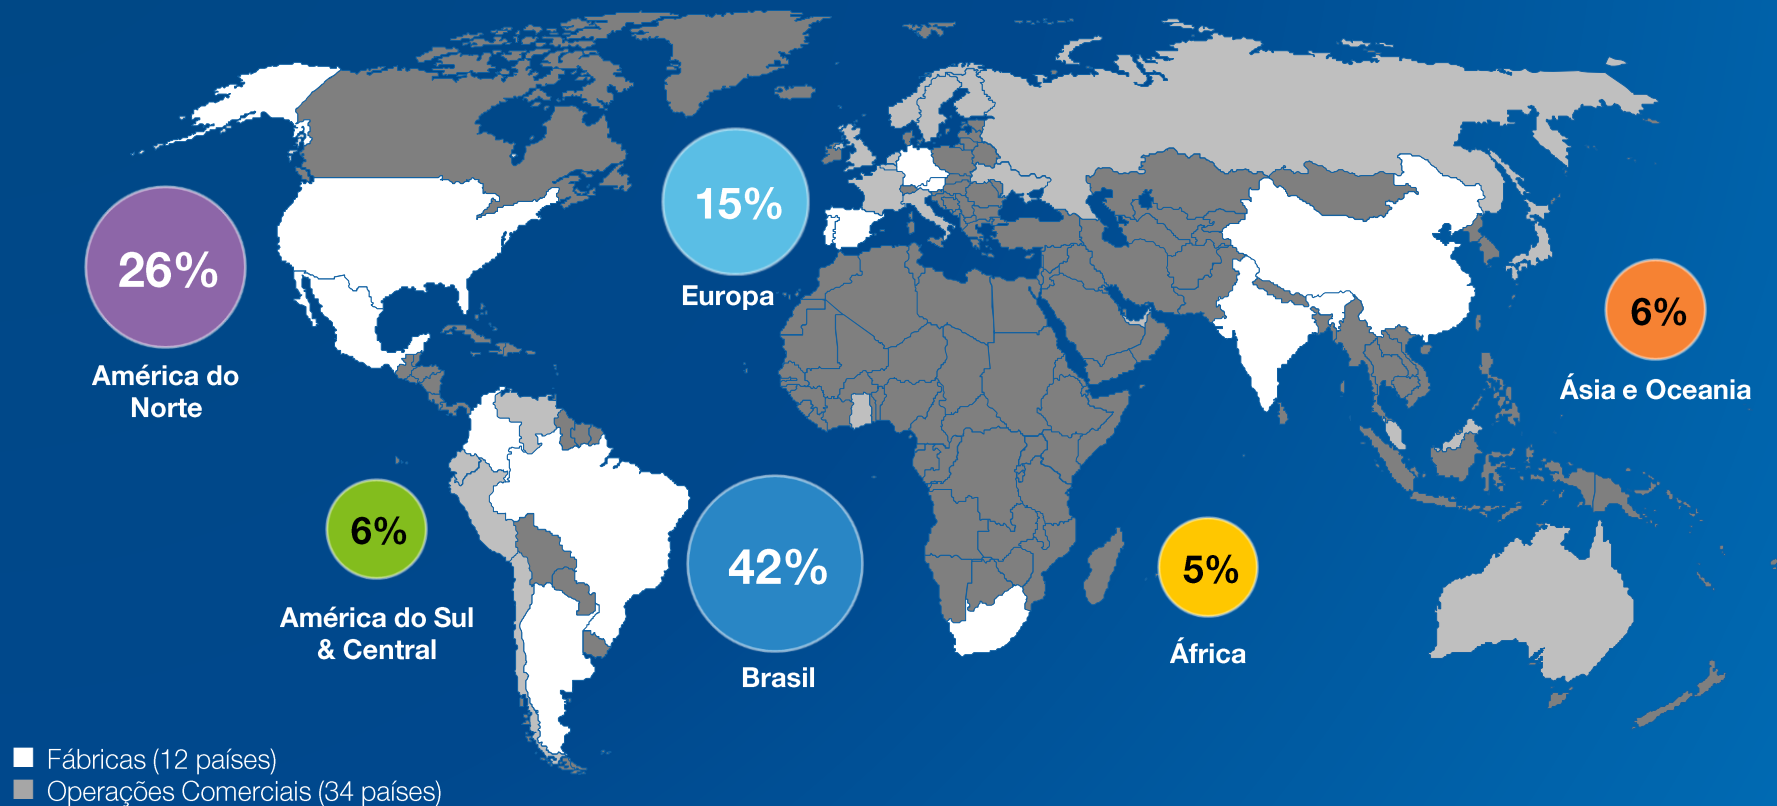 15%
Europa
26%
América do
Norte
6%
Ásia e Oceania
6%
América do Sul
& Central
42%
Brasil
5%
África
Fábricas (12 países)
Operações Comerciais (34 países)